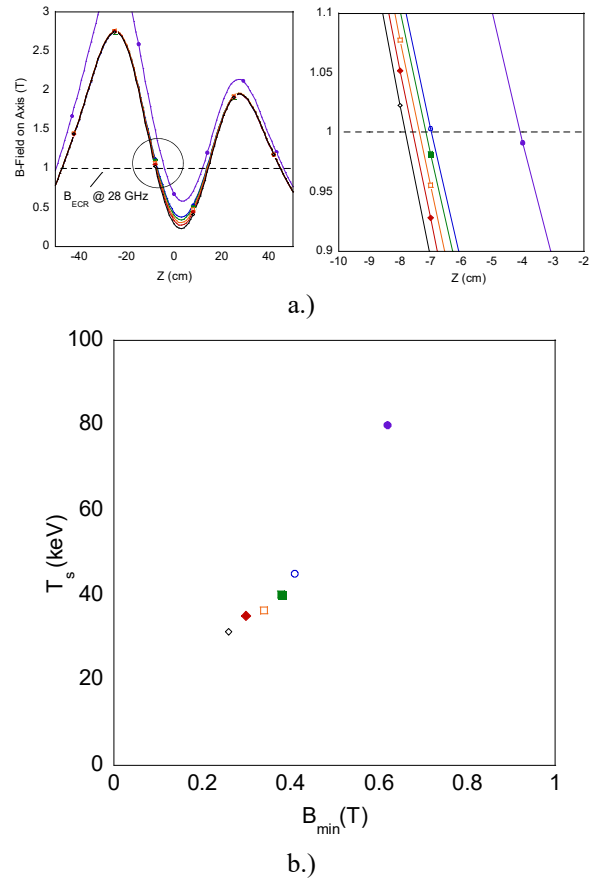 3
2.5
2
1.5
1
0.5
0
B-Field on Axis (T)
B_ECR @ 28 GHz
-40 -20 0 20 40
Z (cm)
1.1
1.05
1
0.95
0.9
-10 -9 -8 -7 -6 -5 -4 -3 -2
Z (cm)
a.)
100
80
60
40
20
0
T_s (keV)
0 0.2 0.4 0.6 0.8 1
B_min(T)
b.)